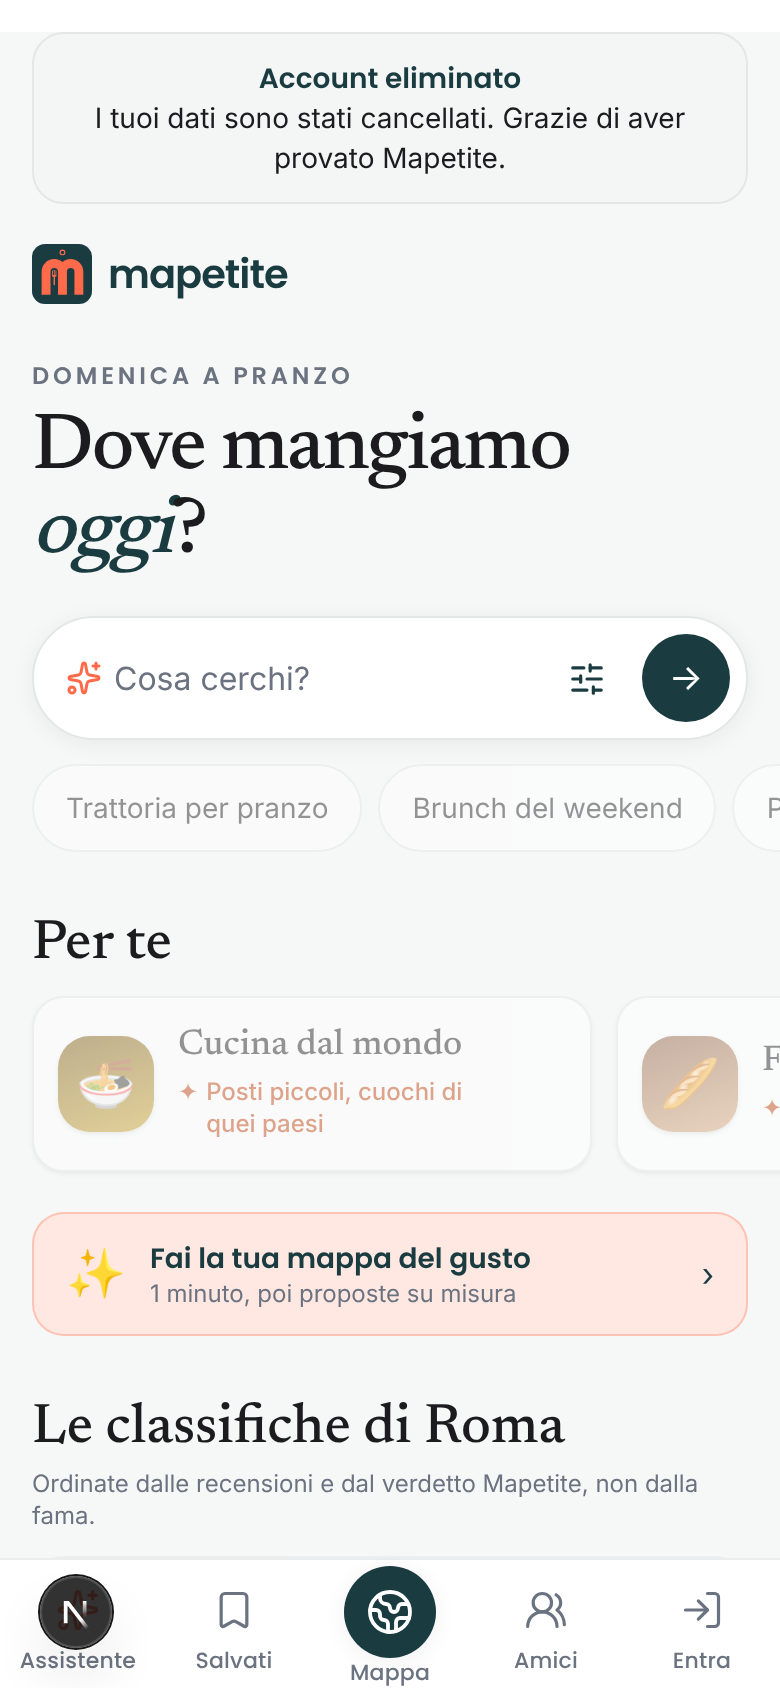 Account eliminato
I tuoi dati sono stati cancellati. Grazie di aver
provato Mapetite.
mapetite
DOMENICA A PRANZO
Dove mangiamo
oggi?
Cosa cerchi?
Trattoria per pranzo
Brunch del weekend
P
Per te
Cucina dal mondo
✦ Posti piccoli, cuochi di
quei paesi
F
✦
✨ Fai la tua mappa del gusto
1 minuto, poi proposte su misura
›
Le classifiche di Roma
Ordinate dalle recensioni e dal verdetto Mapetite, non dalla
fama.
N
Assistente
Salvati
Mappa
Amici
Entra